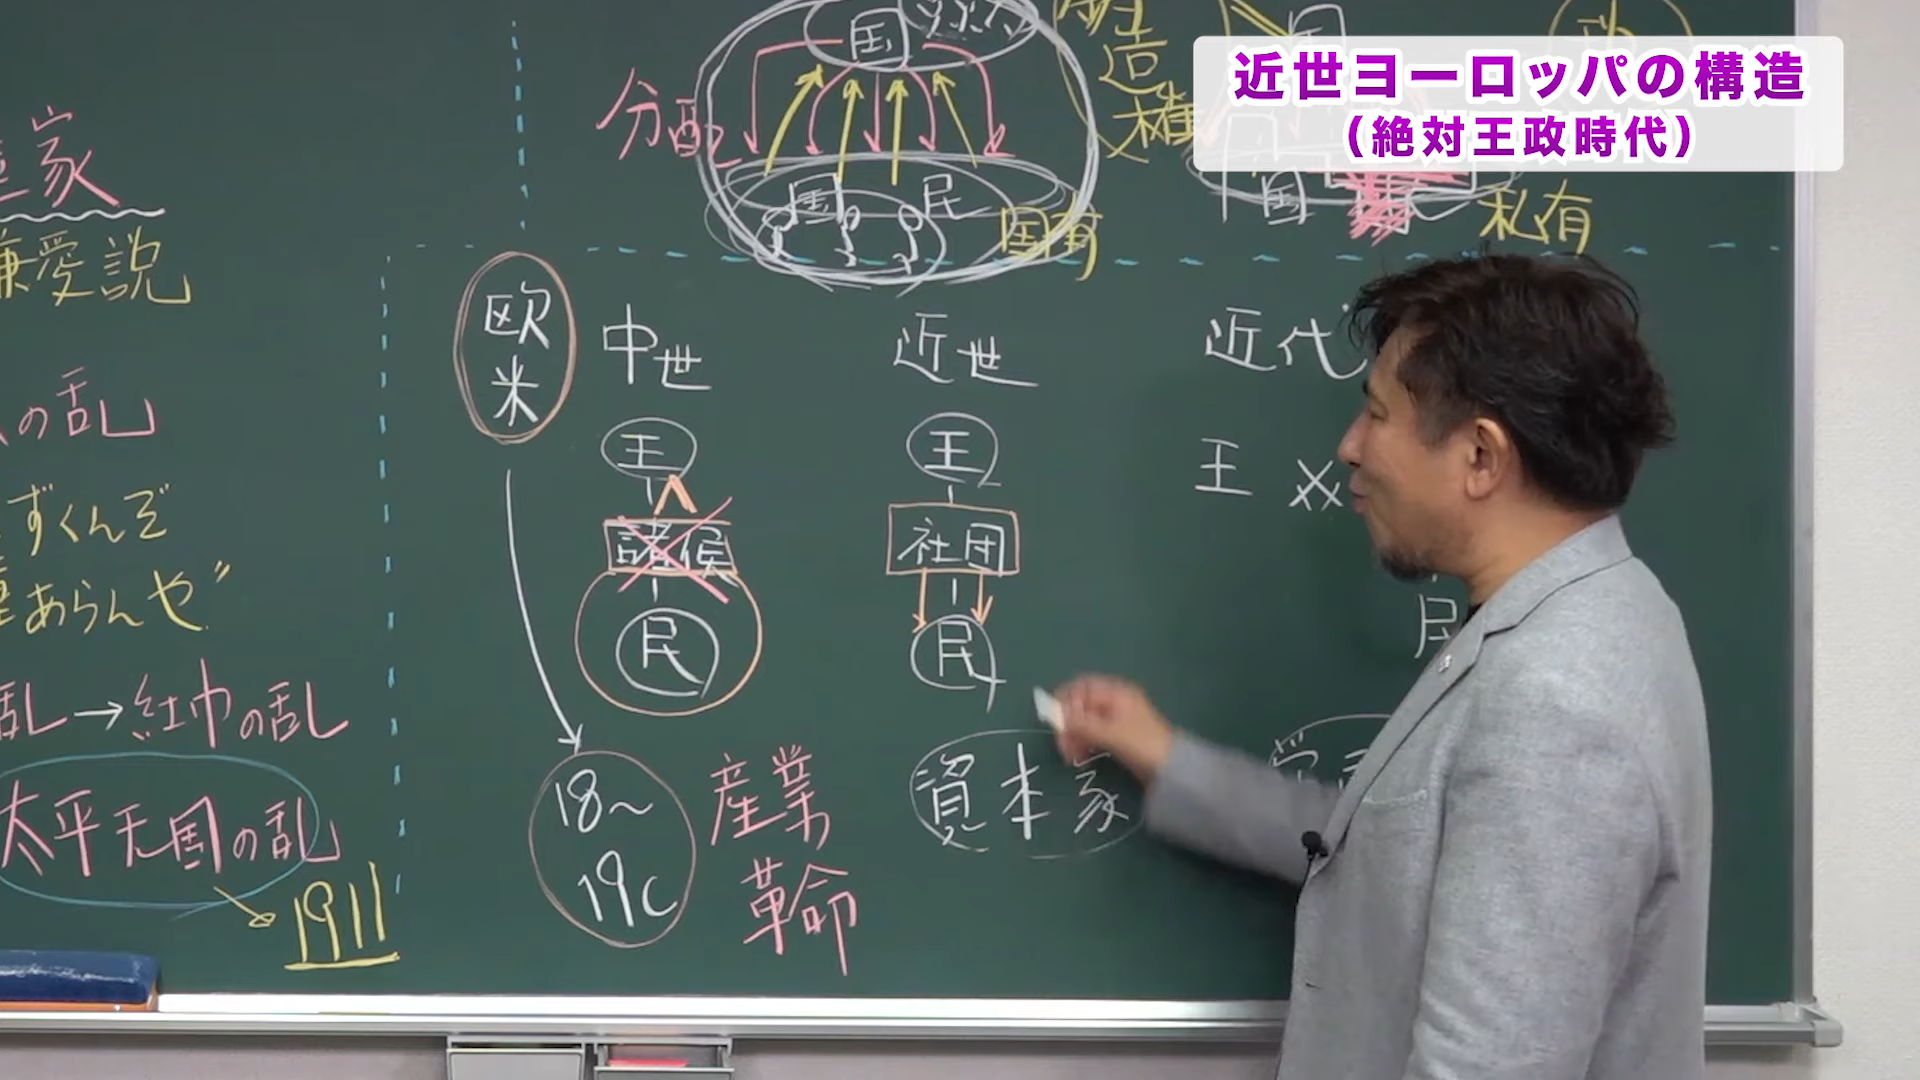 近世ヨーロッパの構造
（絶対王政時代）
国
分配
国民
国有
造
権
国
私有
家
兼愛説
の乱
ずくんぞ
あらんや”
乱→紅巾の乱
太平天国の乱
1911
欧米
中世
王
諸侯
民
近世
王
社団
民
近代
王
民
18～
19c
産業
革命
資本家